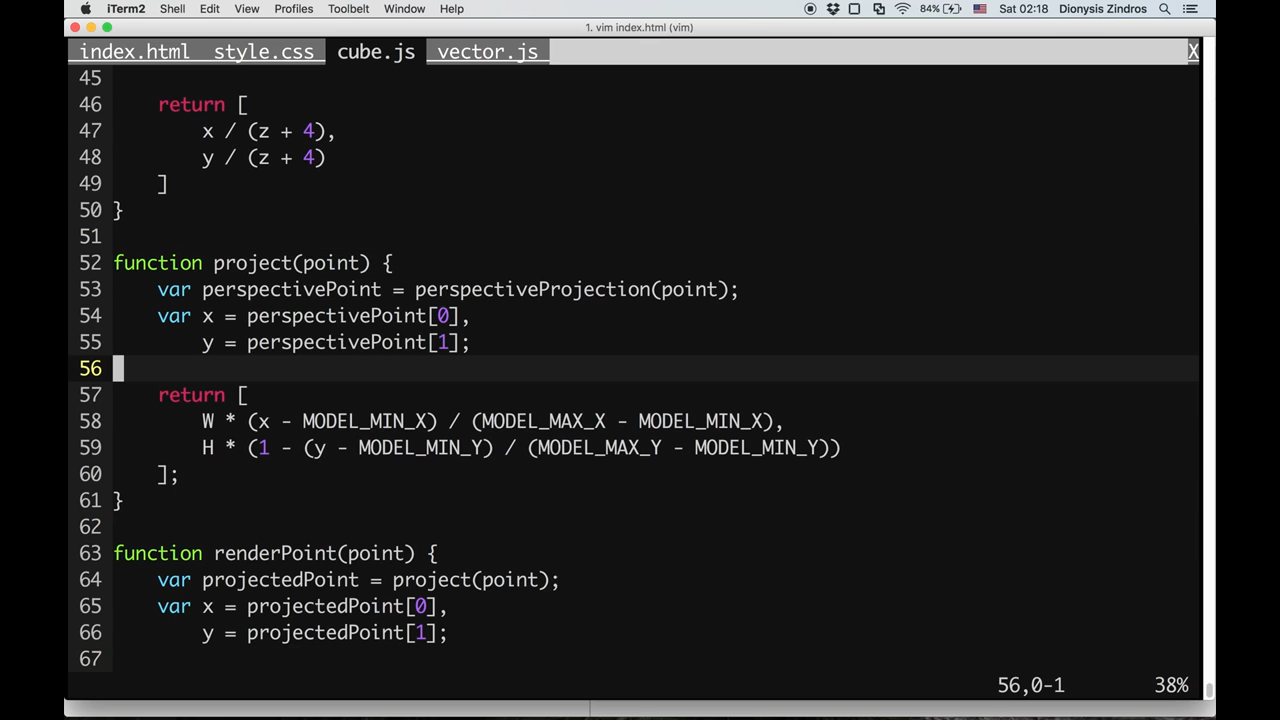 iTerm2 Shell Edit View Profiles Toolbelt Window Help 84% Sat 02:18 Dionysis Zindros
1. vim index.html (vim)
index.html style.css cube.js vector.js X
45
46     return [
47         x / (z + 4),
48         y / (z + 4)
49     ]
50 }
51
52 function project(point) {
53     var perspectivePoint = perspectiveProjection(point);
54     var x = perspectivePoint[0],
55         y = perspectivePoint[1];
56
57     return [
58         W * (x - MODEL_MIN_X) / (MODEL_MAX_X - MODEL_MIN_X),
59         H * (1 - (y - MODEL_MIN_Y) / (MODEL_MAX_Y - MODEL_MIN_Y))
60     ];
61 }
62
63 function renderPoint(point) {
64     var projectedPoint = project(point);
65     var x = projectedPoint[0],
66         y = projectedPoint[1];
67
56,0-1 38%